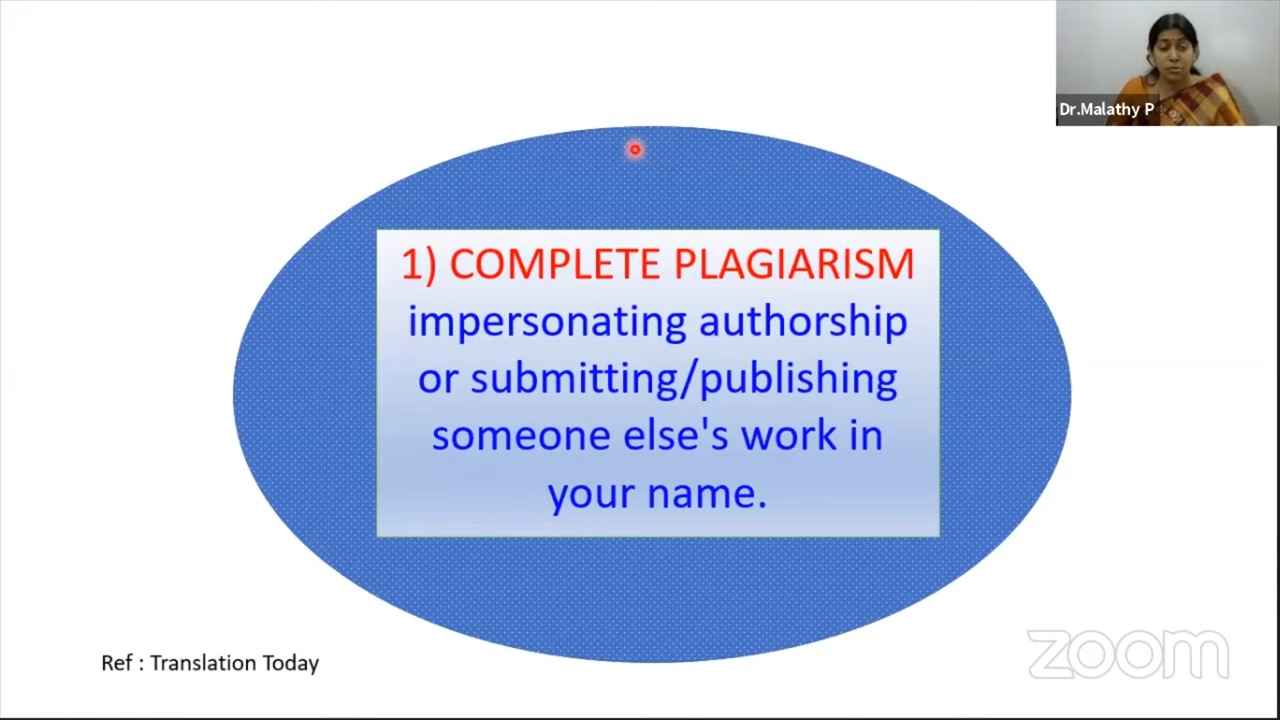 Dr.Malathy P
1) COMPLETE PLAGIARISM
impersonating authorship
or submitting/publishing
someone else's work in
your name.
Ref : Translation Today
zoom